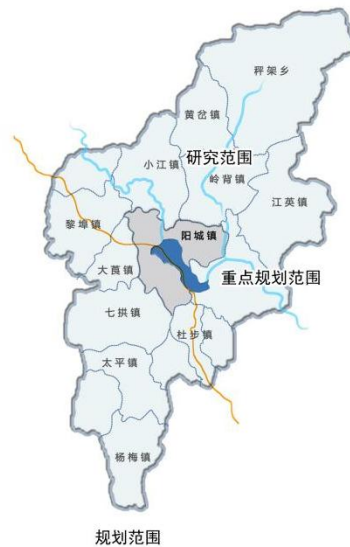 秤架乡
黄岔镇
小江镇
研究范围
岭背镇
江英镇
黎埠镇
阳城镇
大莨镇
重点规划范围
七拱镇
杜步镇
太平镇
杨梅镇
规划范围